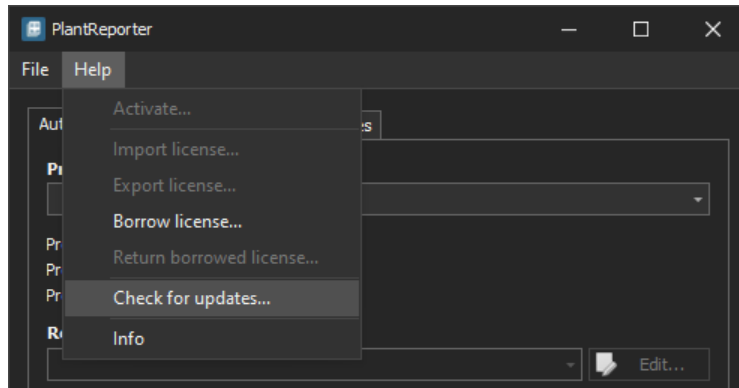 PlantReporter
File Help
Activate...
Import license...
Export license...
Borrow license...
Return borrowed license...
Check for updates...
Info
Edit...